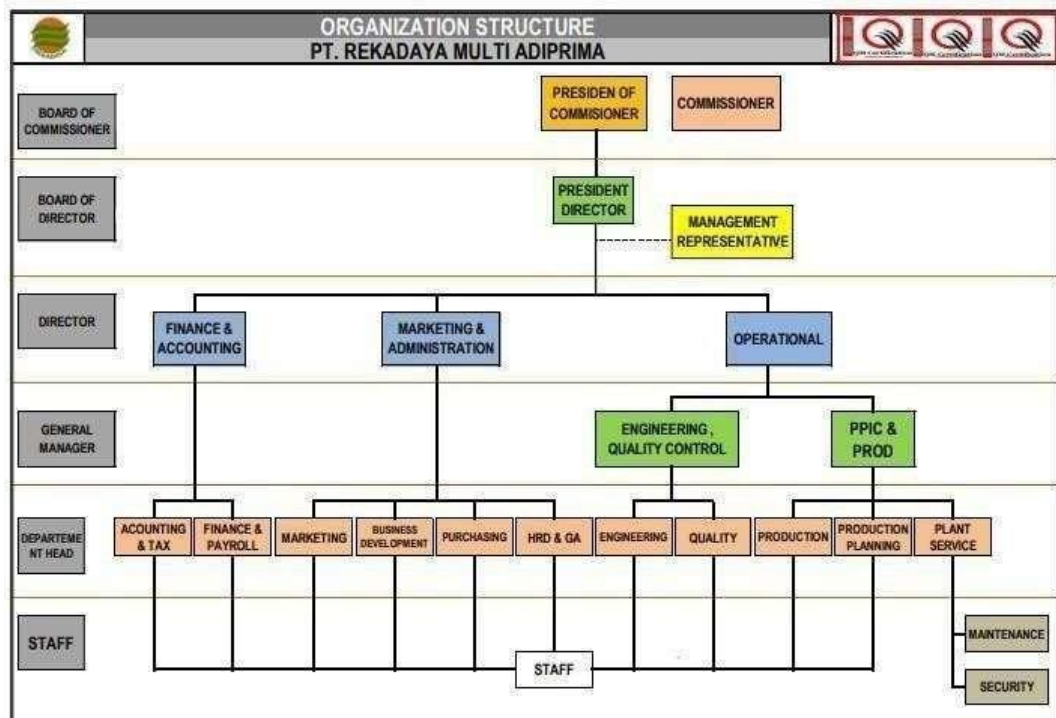 ORGANIZATION STRUCTURE
PT. REKADAYA MULTI ADIPRIMA
BOARD OF
COMMISSIONER
PRESIDEN OF
COMMISIONER
COMMISSIONER
BOARD OF
DIRECTOR
PRESIDENT
DIRECTOR
MANAGEMENT
REPRESENTATIVE
DIRECTOR
FINANCE &
ACCOUNTING
MARKETING &
ADMINISTRATION
OPERATIONAL
GENERAL
MANAGER
ENGINEERING ,
QUALITY CONTROL
PPIC &
PROD
DEPARTEME
NT HEAD
ACOUNTING
& TAX
FINANCE &
PAYROLL
MARKETING
BUSINESS
DEVELOPMENT
PURCHASING
HRD & GA
ENGINEERING
QUALITY
PRODUCTION
PRODUCTION
PLANNING
PLANT
SERVICE
STAFF
STAFF
MAINTENANCE
SECURITY